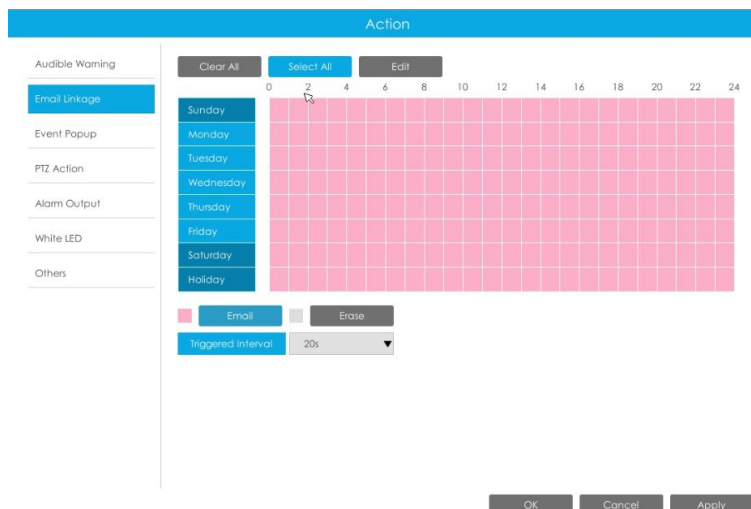 Action
Audible Warning
Email Linkage
Event Popup
PTZ Action
Alarm Output
White LED
Others
Clear All Select All Edit
0 2 4 6 8 10 12 14 16 18 20 22 24
Sunday
Monday
Tuesday
Wednesday
Thursday
Friday
Saturday
Holiday
Email Erase
Triggered Interval 20s
OK Cancel Apply